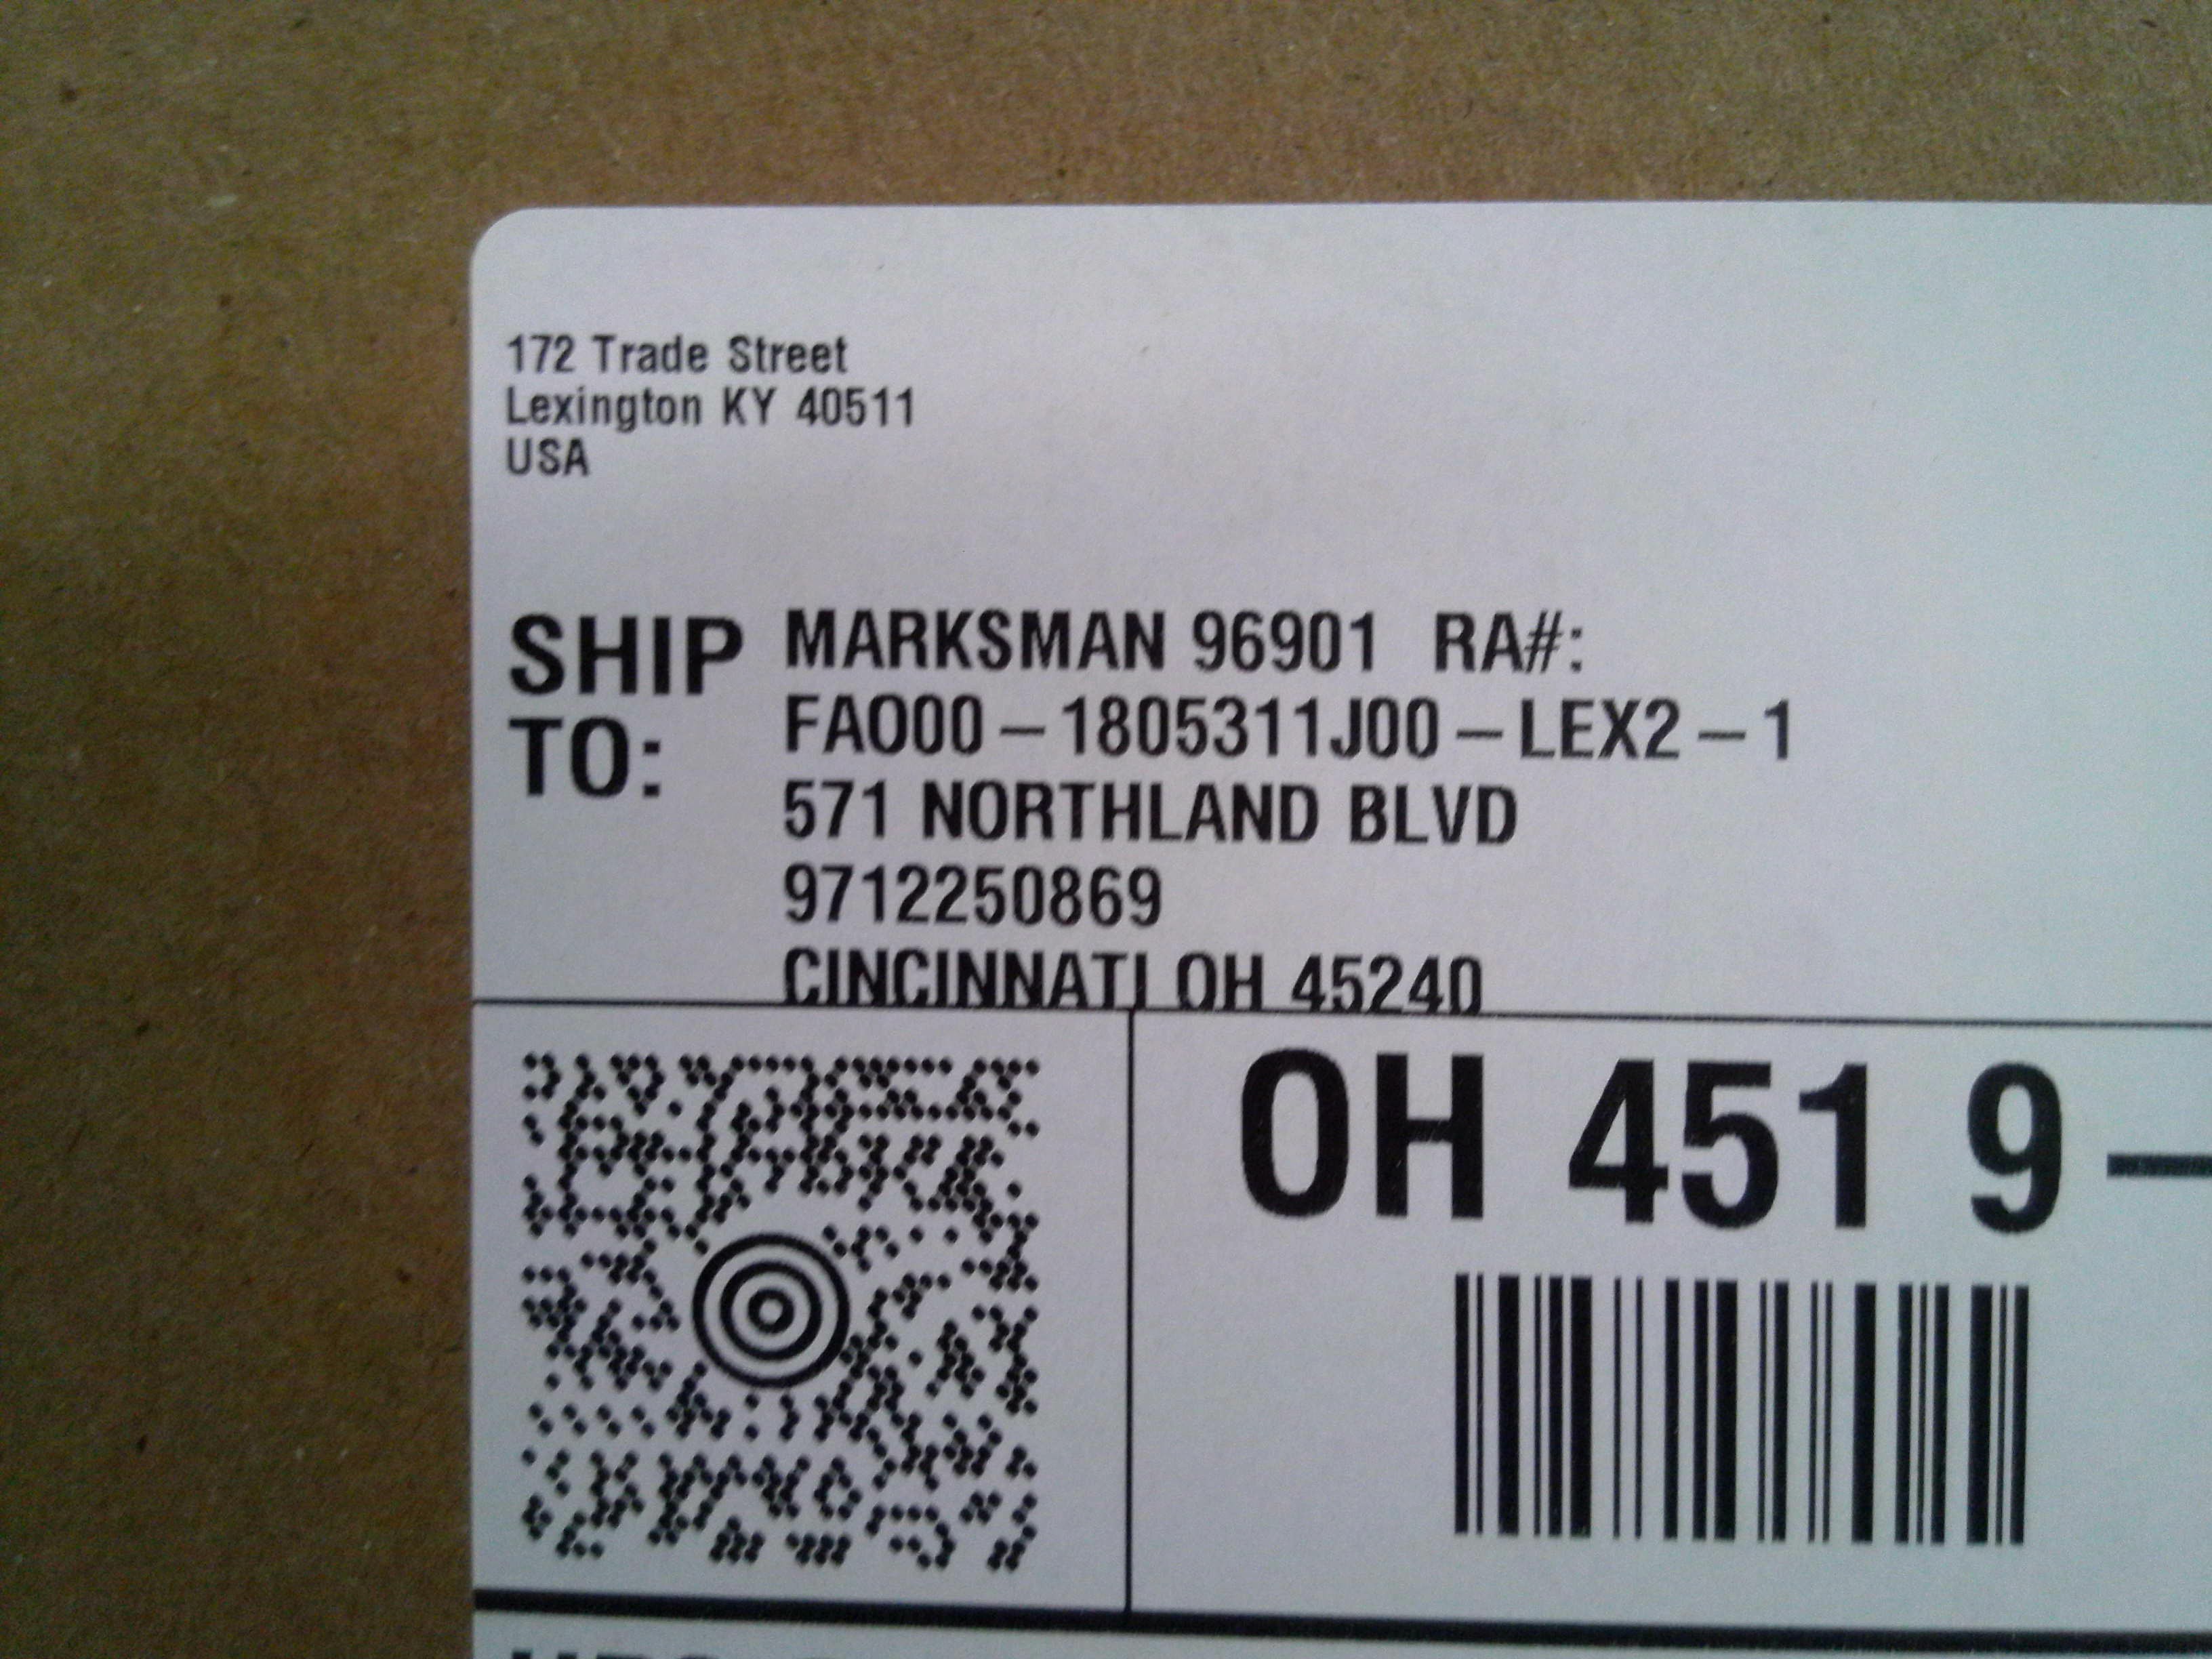 172 Trade Street
Lexington KY 40511
USA
SHIP TO:
MARKSMAN 96901 RA#:
FAO00-1805311J00-LEX2-1
571 NORTHLAND BLVD
9712250869
CINCINNATI OH 45240
OH 451 9-